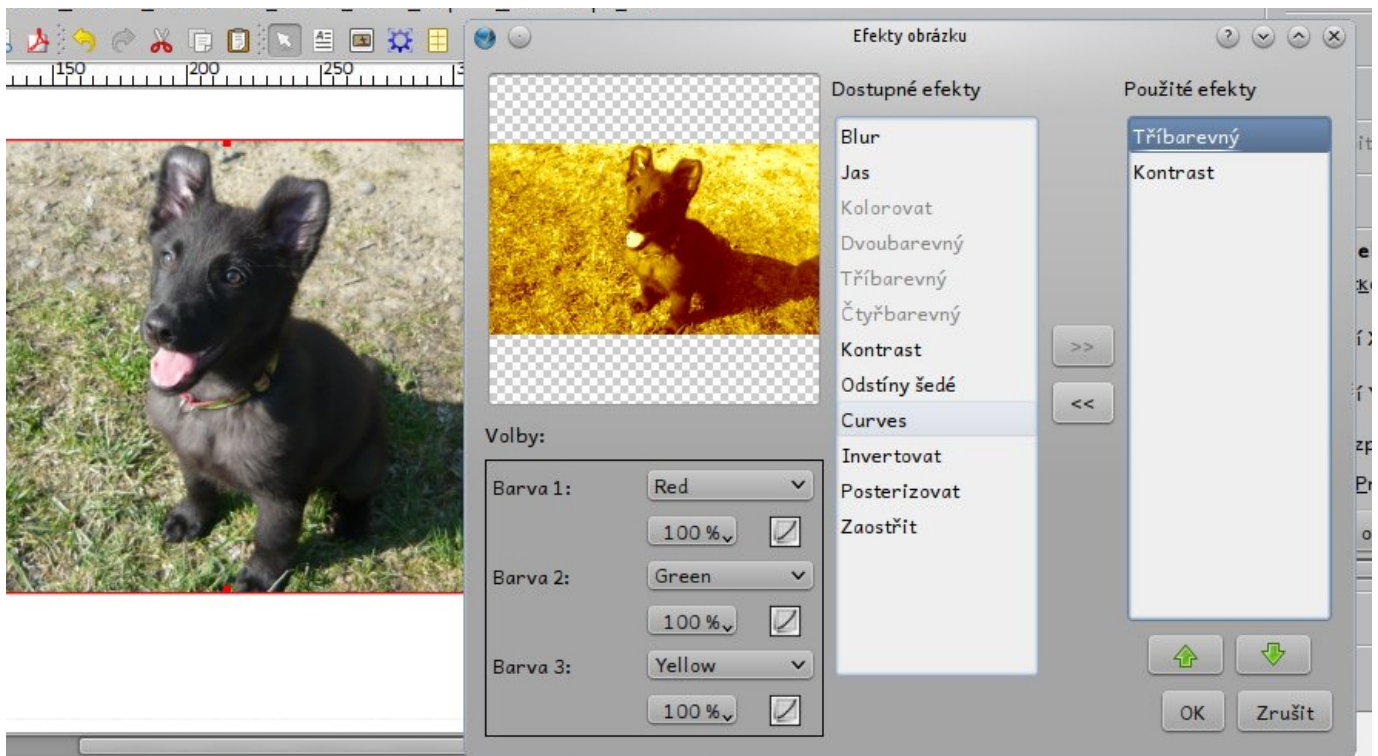 150
200
250
Efekty obrázku
Dostupné efekty
Použité efekty
Blur
Jas
Kolorovat
Dvoubarevný
Tříbarevný
Čtyřbarevný
Kontrast
Odstíny šedé
Curves
Invertovat
Posterizovat
Zaostřit
>>
<<
Tříbarevný
Kontrast
Volby:
Barva 1:
Red
100 %
Barva 2:
Green
100 %
Barva 3:
Yellow
100 %
OK
Zrušit